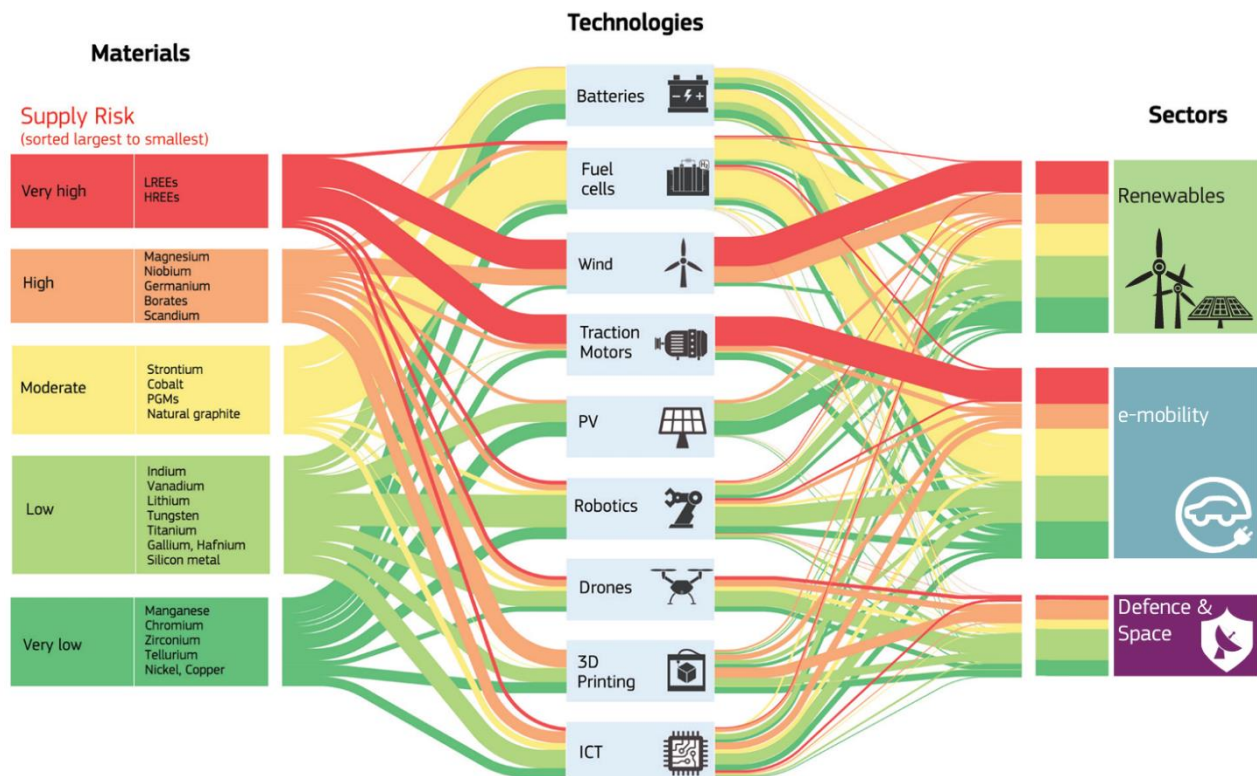 Technologies
Materials
Supply Risk
(sorted largest to smallest)
Very high
LREEs
HREEs
High
Magnesium
Niobium
Germanium
Borates
Scandium
Moderate
Strontium
Cobalt
PGMs
Natural graphite
Low
Indium
Vanadium
Lithium
Tungsten
Titanium
Gallium, Hafnium
Silicon metal
Very low
Manganese
Chromium
Zirconium
Tellurium
Nickel, Copper
Batteries
Fuel
cells
H₂
Wind
Traction
Motors
PV
Robotics
Drones
3D
Printing
ICT
Sectors
Renewables
e-mobility
Defence &
Space